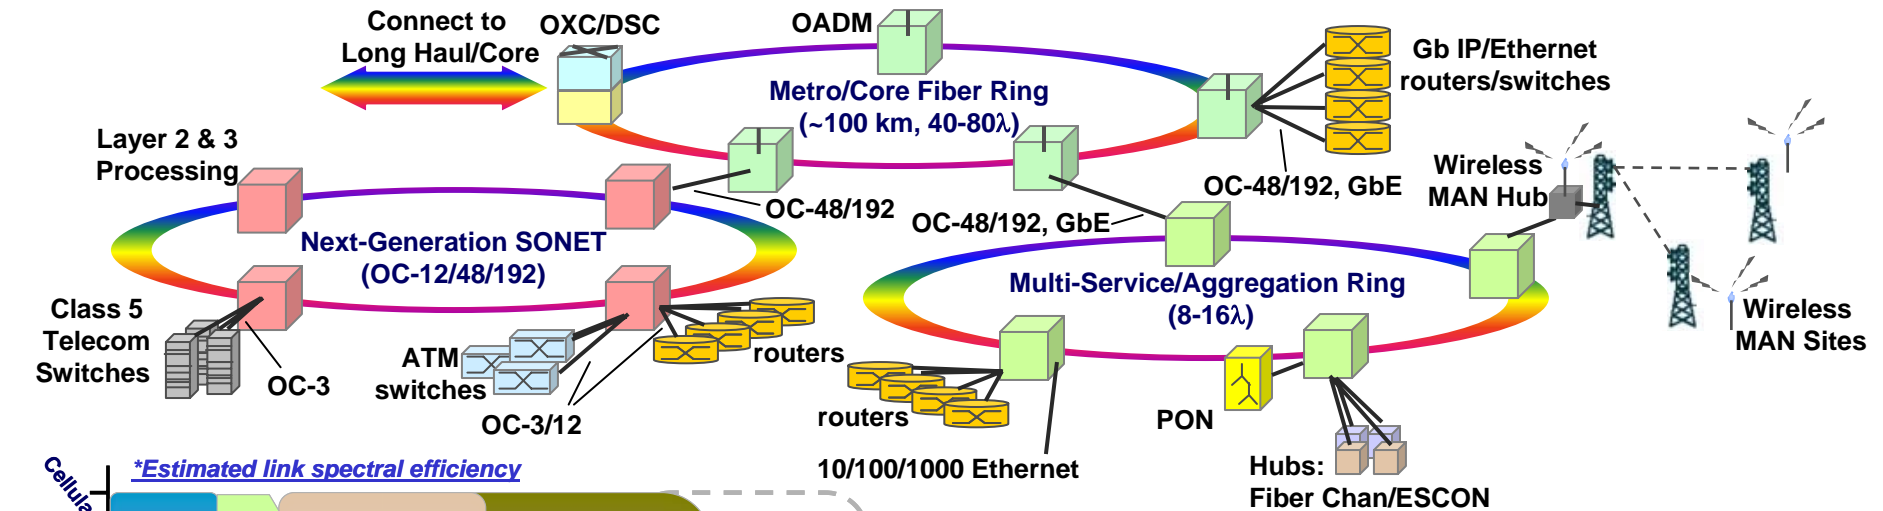 Connect to
Long Haul/Core
OXC/DSC
OADM
Gb IP/Ethernet
routers/switches
Metro/Core Fiber Ring
(~100 km, 40-80λ)
Layer 2 & 3
Processing
Wireless
MAN Hub
OC-48/192, GbE
OC-48/192
OC-48/192, GbE
Next-Generation SONET
(OC-12/48/192)
Multi-Service/Aggregation Ring
(8-16λ)
Class 5
Telecom
Switches
OC-3
ATM
switches
routers
OC-3/12
Wireless
MAN Sites
routers
PON
10/100/1000 Ethernet
Hubs:
Fiber Chan/ESCON
*Estimated link spectral efficiency